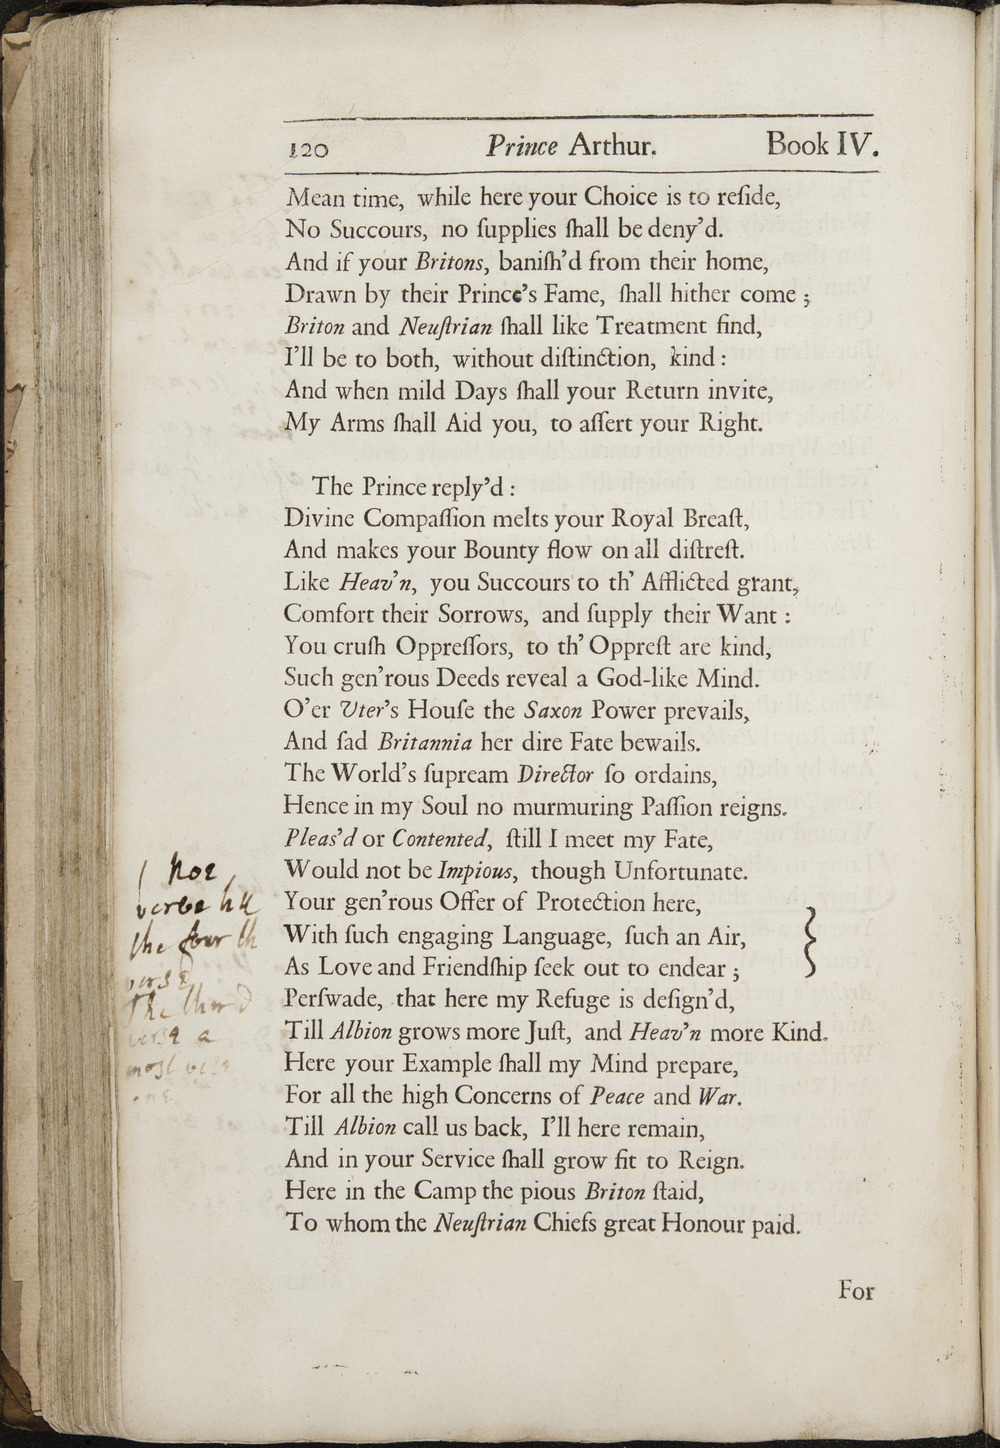 120 Prince Arthur. Book IV.
Mean time, while here your Choice is to reſide,
No Succours, no ſupplies ſhall be deny'd.
And if your Britons, baniſh'd from their home,
Drawn by their Prince's Fame, ſhall hither come ;
Briton and Neuſtrian ſhall like Treatment find,
I'll be to both, without diſtinction, kind :
And when mild Days ſhall your Return invite,
My Arms ſhall Aid you, to aſſert your Right.
The Prince reply'd :
Divine Compaſſion melts your Royal Breaſt,
And makes your Bounty flow on all diſtreſt.
Like Heav'n, you Succours to th' Afflicted grant,
Comfort their Sorrows, and ſupply their Want :
You cruſh Oppreſſors, to th' Oppreſt are kind,
Such gen'rous Deeds reveal a God-like Mind.
O'er Uter's Houſe the Saxon Power prevails,
And ſad Britannia her dire Fate bewails.
The World's ſupream Director ſo ordains,
Hence in my Soul no murmuring Paſſion reigns.
Pleas'd or Contented, ſtill I meet my Fate,
Would not be Impious, though Unfortunate.
Your gen'rous Offer of Protection here,
With ſuch engaging Language, ſuch an Air,
As Love and Friendſhip ſeek out to endear ;
Perſwade, that here my Refuge is deſign'd,
Till Albion grows more Juſt, and Heav'n more Kind.
Here your Example ſhall my Mind prepare,
For all the high Concerns of Peace and War.
Till Albion call us back, I'll here remain,
And in your Service ſhall grow fit to Reign.
Here in the Camp the pious Briton ſtaid,
To whom the Neuſtrian Chiefs great Honour paid.
For
verse
the four th
verse
The thurd
verse a
most
one